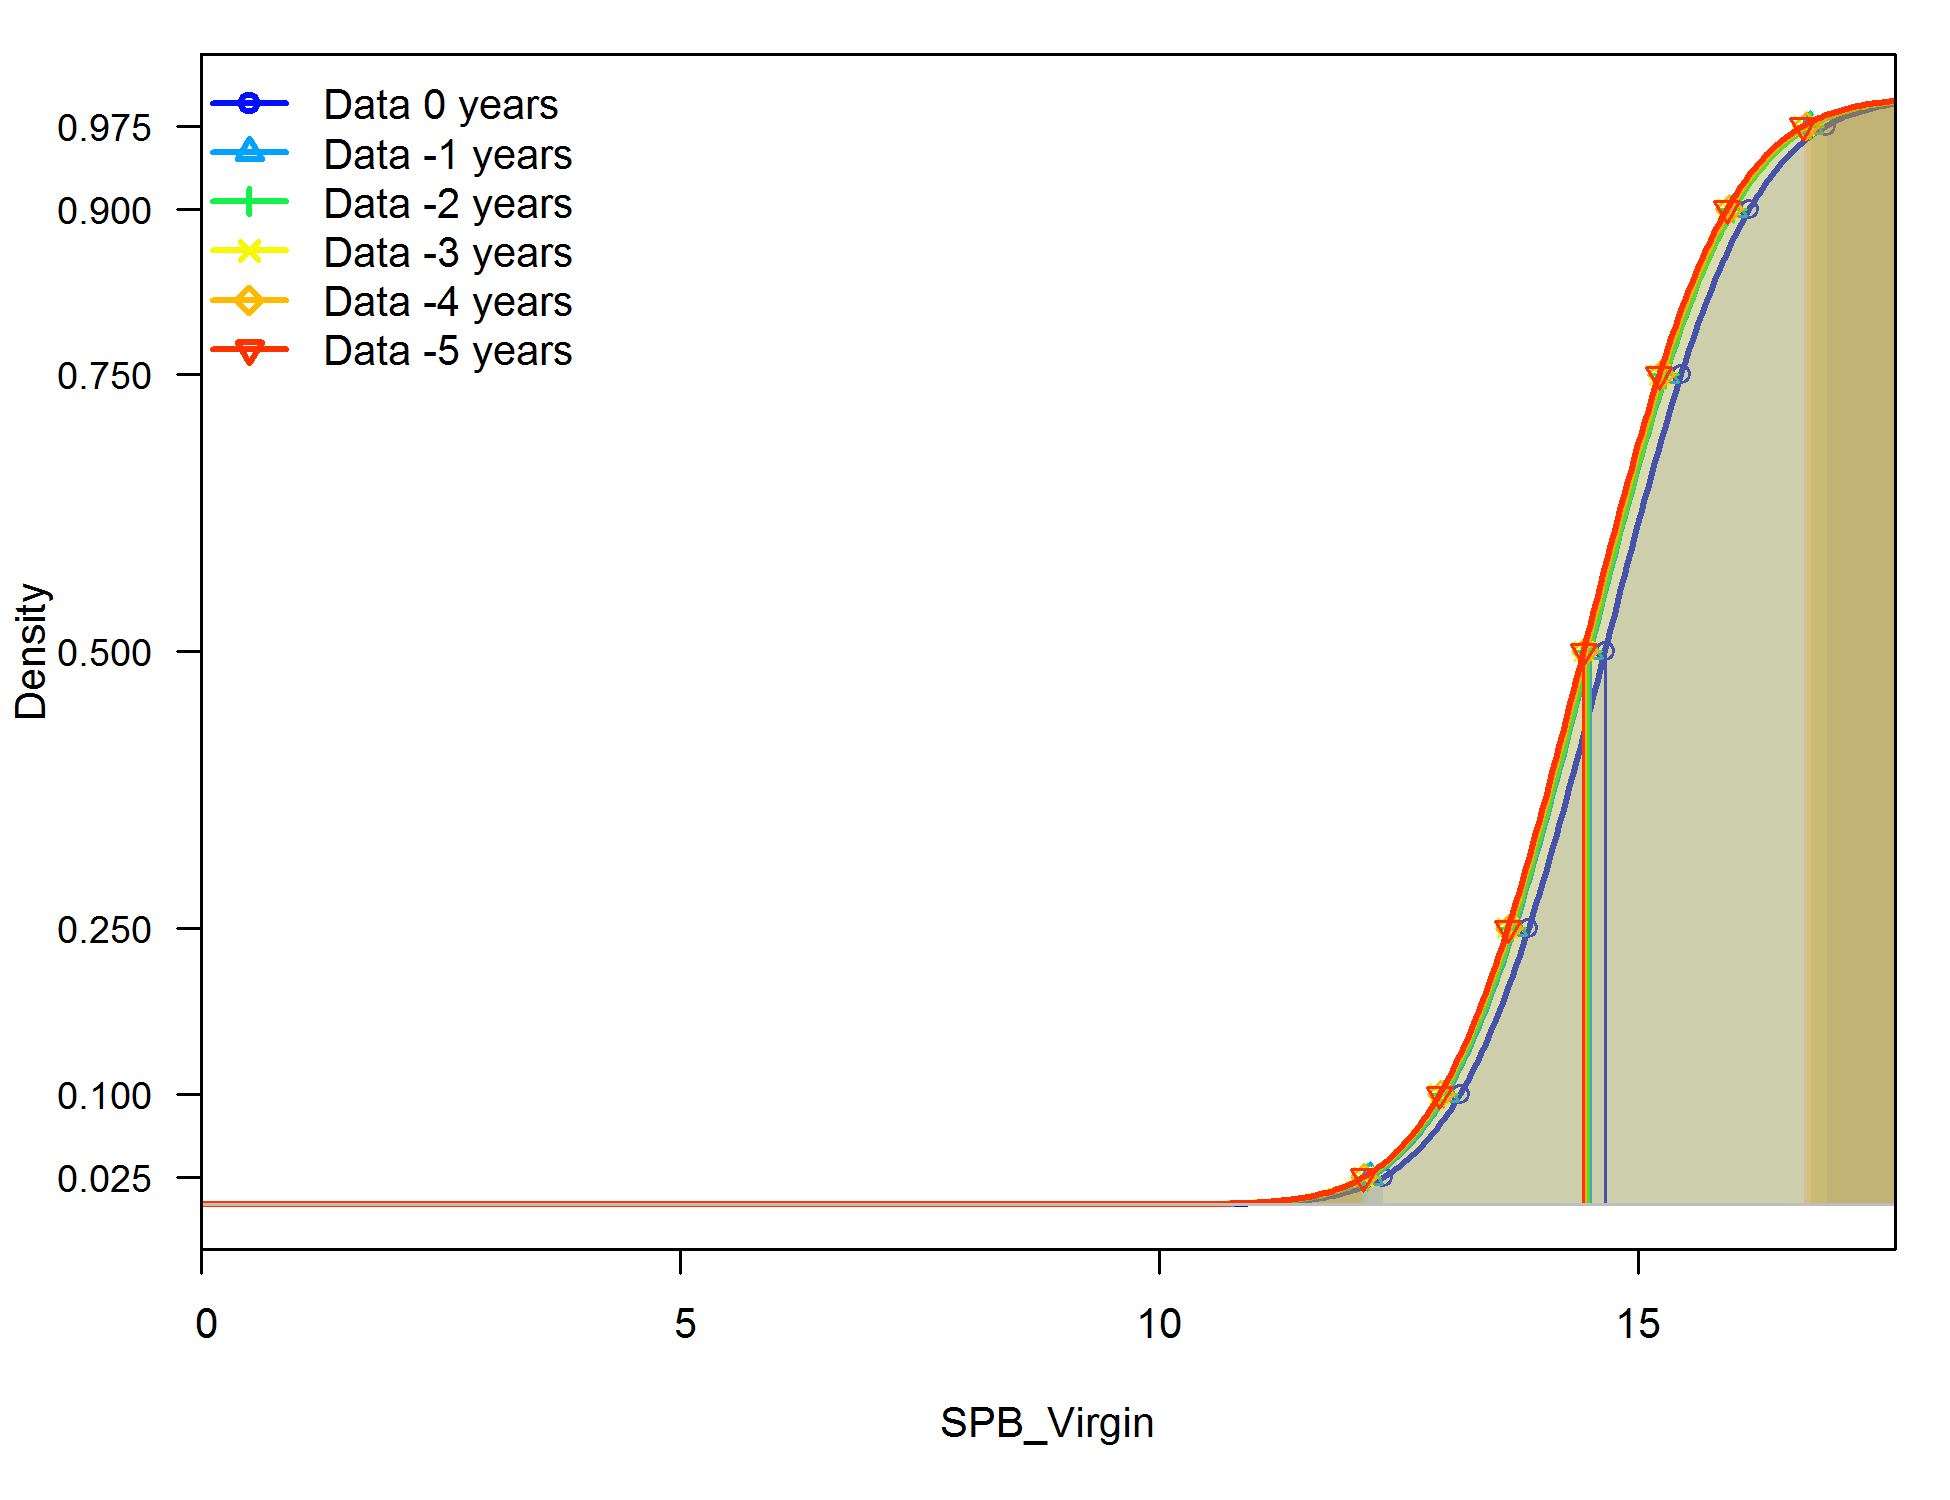 Data 0 years
Data -1 years
Data -2 years
Data -3 years
Data -4 years
Data -5 years
0.975
0.900
0.750
0.500
0.250
0.100
0.025
Density
0 5 10 15
SPB_Virgin